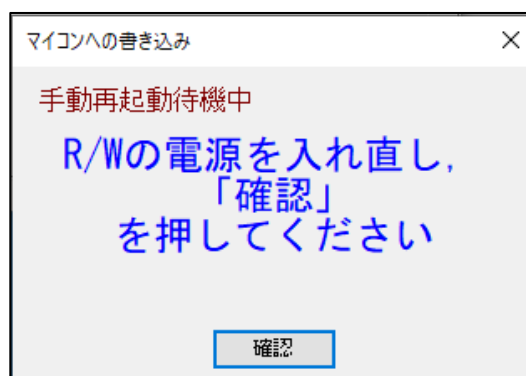 マイコンへの書き込み
手動再起動待機中
R/Wの電源を入れ直し,
「確認」
を押してください
確認